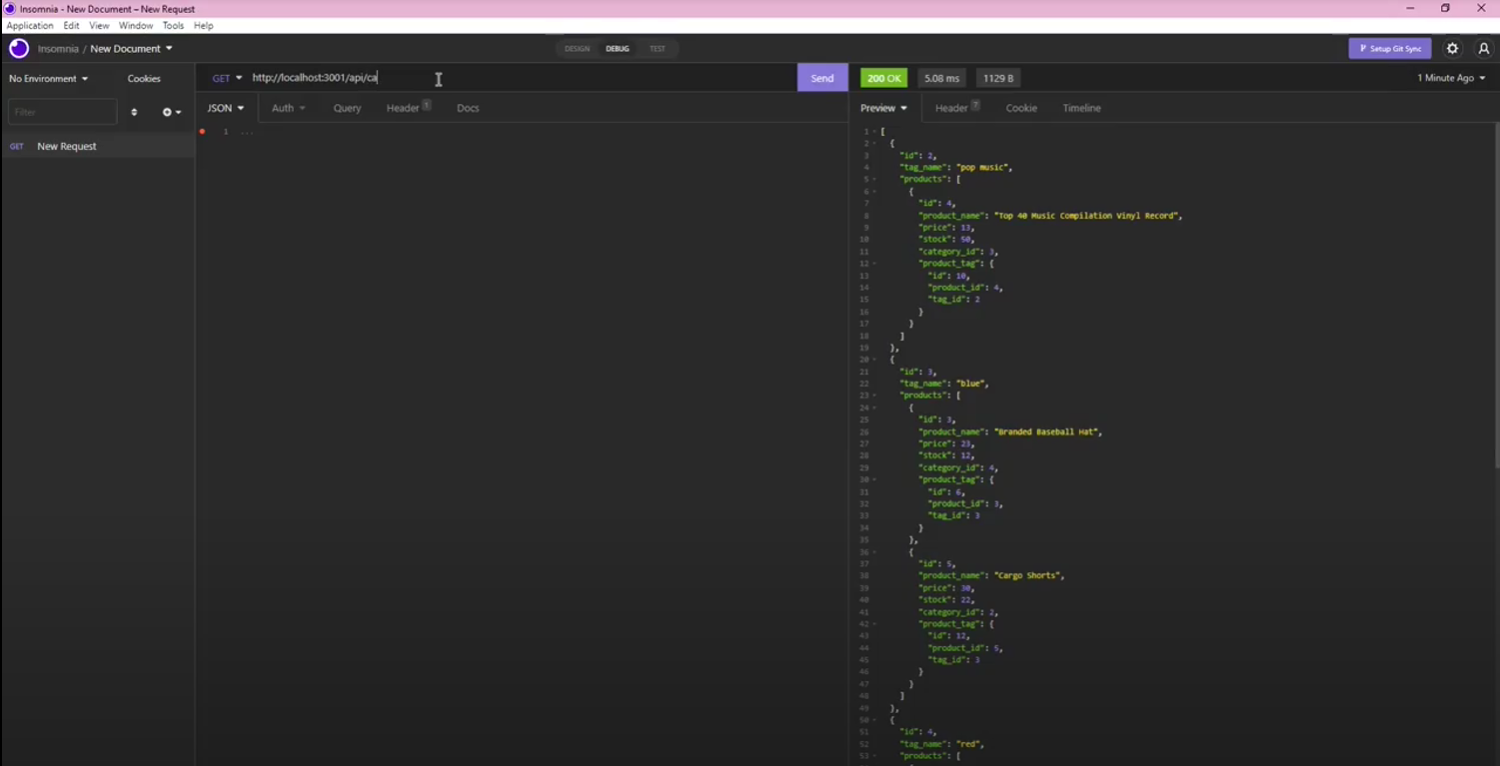 Insomnia - New Document – New Request
Application Edit View Window Tools Help
Insomnia / New Document
DESIGN DEBUG TEST
Setup Git Sync
No Environment Cookies
GET http://localhost:3001/api/ca Send
200 OK 5.08 ms 1129 B 1 Minute Ago
Filter
GET New Request
JSON Auth Query Header 1 Docs
1 ...
Preview Header 7 Cookie Timeline
1 [
2 {
3 "id": 2,
4 "tag_name": "pop music",
5 "products": [
6 {
7 "id": 4,
8 "product_name": "Top 40 Music Compilation Vinyl Record",
9 "price": 13,
10 "stock": 50,
11 "category_id": 3,
12 "product_tag": {
13 "id": 10,
14 "product_id": 4,
15 "tag_id": 2
16 }
17 }
18 ]
19 },
20 {
21 "id": 3,
22 "tag_name": "blue",
23 "products": [
24 {
25 "id": 3,
26 "product_name": "Branded Baseball Hat",
27 "price": 23,
28 "stock": 12,
29 "category_id": 4,
30 "product_tag": {
31 "id": 6,
32 "product_id": 3,
33 "tag_id": 3
34 }
35 },
36 {
37 "id": 5,
38 "product_name": "Cargo Shorts",
39 "price": 30,
40 "stock": 22,
41 "category_id": 2,
42 "product_tag": {
43 "id": 12,
44 "product_id": 5,
45 "tag_id": 3
46 }
47 }
48 ]
49 },
50 {
51 "id": 4,
52 "tag_name": "red",
53 "products": [